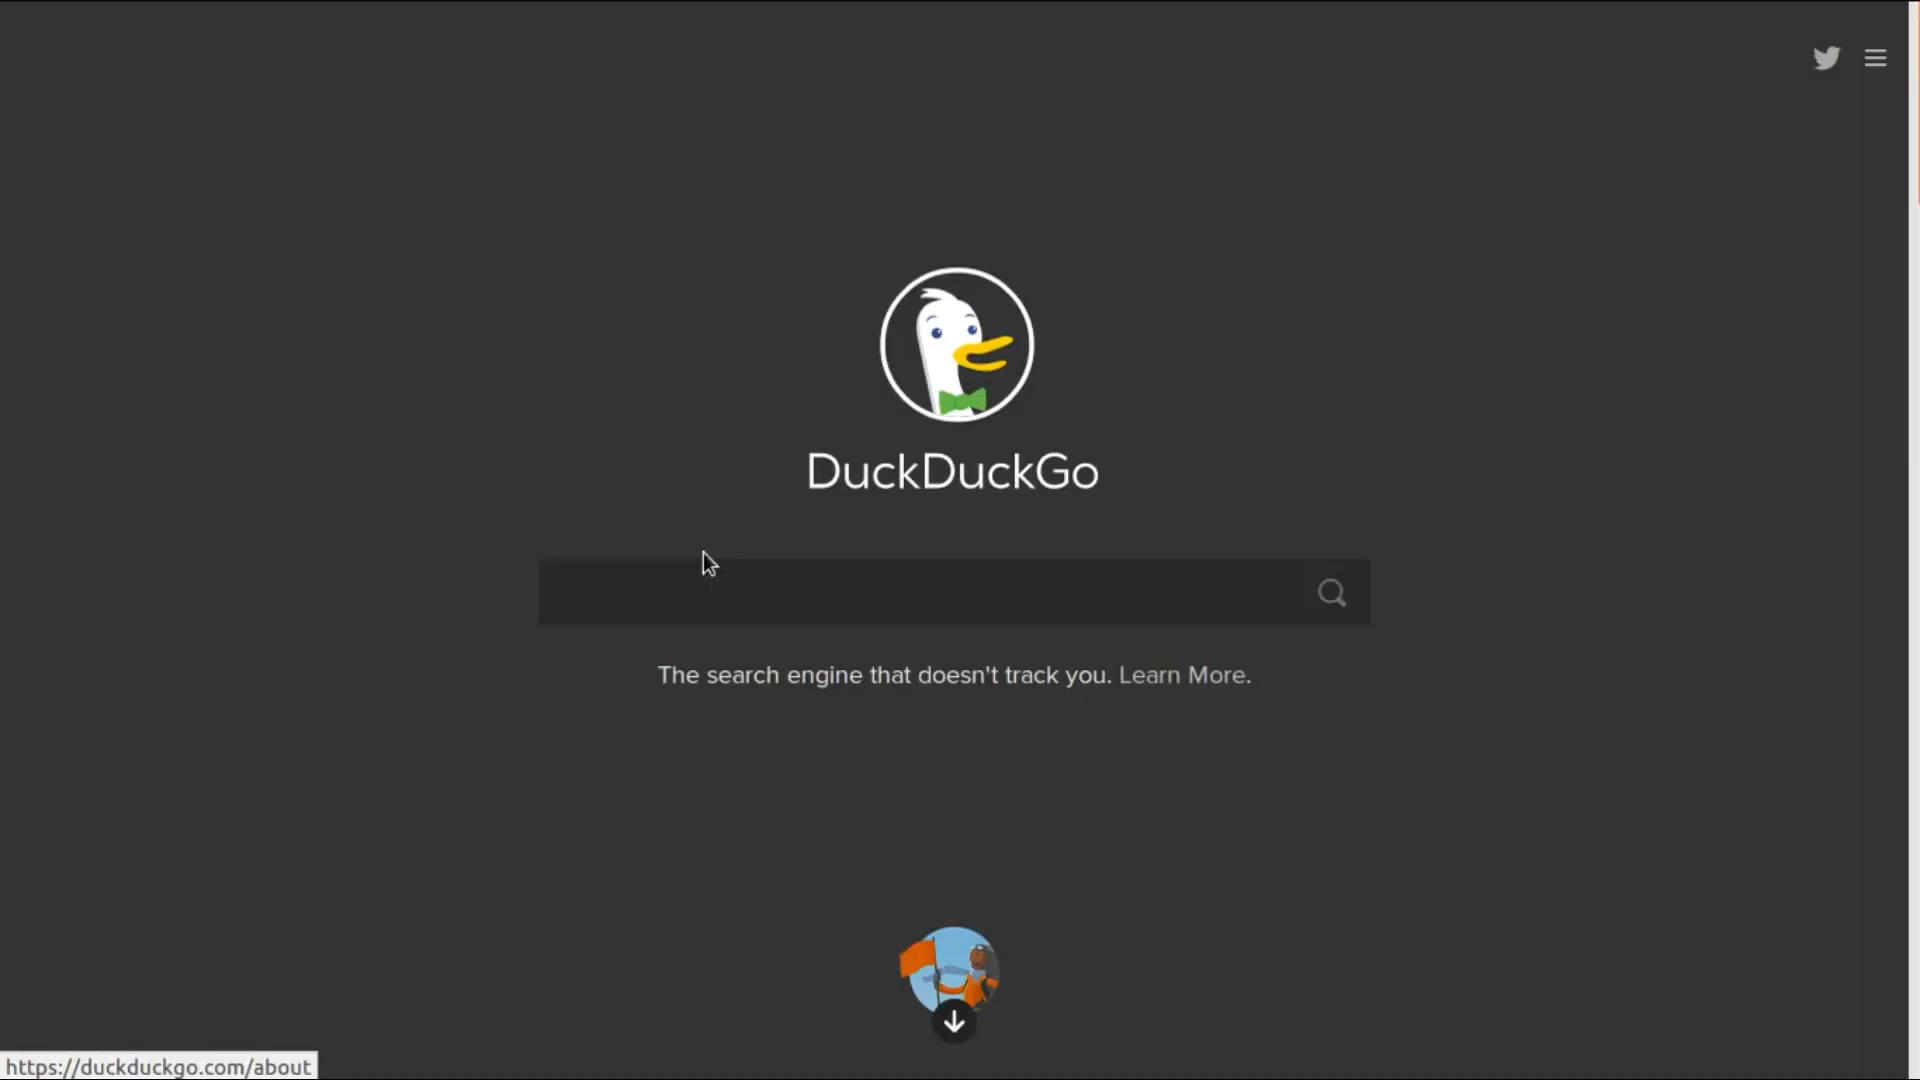 DuckDuckGo
The search engine that doesn't track you. Learn More.
https://duckduckgo.com/about